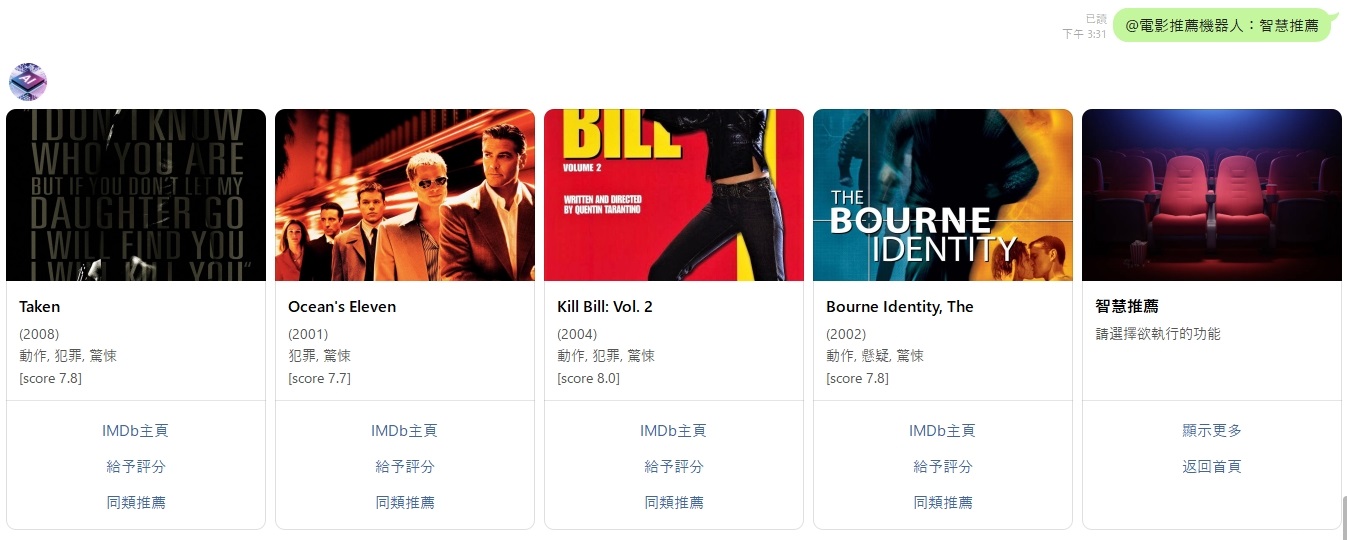 已讀
下午 3:31
@電影推薦機器人：智慧推薦
AI
I DON'T KNOW
WHO YOU ARE
BUT IF YOU DON'T LET MY
DAUGHTER GO
I WILL FIND YOU
I WILL KILL YOU"
Taken
(2008)
動作, 犯罪, 驚悚
[score 7.8]
IMDb主頁
給予評分
同類推薦
Ocean's Eleven
(2001)
犯罪, 驚悚
[score 7.7]
IMDb主頁
給予評分
同類推薦
BILL
VOLUME 2
WRITTEN AND DIRECTED
BY QUENTIN TARANTINO
Kill Bill: Vol. 2
(2004)
動作, 犯罪, 驚悚
[score 8.0]
IMDb主頁
給予評分
同類推薦
THE
BOURNE
IDENTITY
Bourne Identity, The
(2002)
動作, 懸疑, 驚悚
[score 7.8]
IMDb主頁
給予評分
同類推薦
智慧推薦
請選擇欲執行的功能
顯示更多
返回首頁